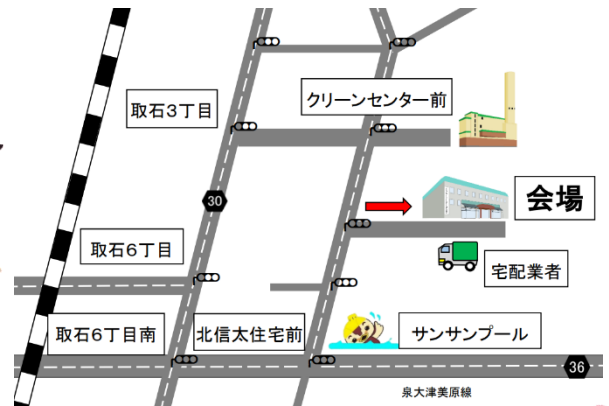 取石3丁目
クリーンセンター前
30
会場
取石6丁目
宅配業者
取石6丁目南
北信太住宅前
サンサンプール
36
泉大津美原線